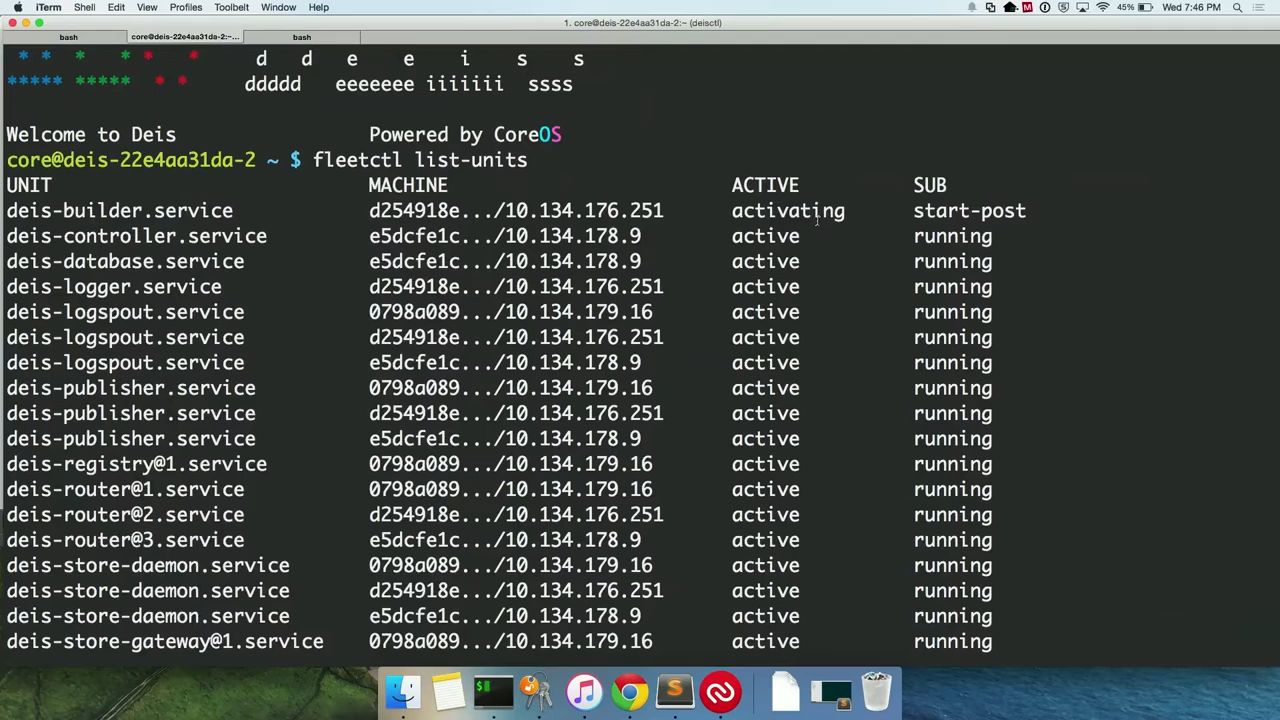 iTerm Shell Edit View Profiles Toolbelt Window Help 45% Wed 7:46 PM
1. core@deis-22e4aa31da-2:~ (deisctl)
bash core@deis-22e4aa31da-2:~... bash
* * * * * * d d e e i s s
***** ***** * * ddddd eeeeeee iiiiiii ssss
Welcome to Deis Powered by CoreOS
core@deis-22e4aa31da-2 ~ $ fleetctl list-units
UNIT MACHINE ACTIVE SUB
deis-builder.service d254918e.../10.134.176.251 activating start-post
deis-controller.service e5dcfe1c.../10.134.178.9 active running
deis-database.service e5dcfe1c.../10.134.178.9 active running
deis-logger.service d254918e.../10.134.176.251 active running
deis-logspout.service 0798a089.../10.134.179.16 active running
deis-logspout.service d254918e.../10.134.176.251 active running
deis-logspout.service e5dcfe1c.../10.134.178.9 active running
deis-publisher.service 0798a089.../10.134.179.16 active running
deis-publisher.service d254918e.../10.134.176.251 active running
deis-publisher.service e5dcfe1c.../10.134.178.9 active running
deis-registry@1.service 0798a089.../10.134.179.16 active running
deis-router@1.service 0798a089.../10.134.179.16 active running
deis-router@2.service d254918e.../10.134.176.251 active running
deis-router@3.service e5dcfe1c.../10.134.178.9 active running
deis-store-daemon.service 0798a089.../10.134.179.16 active running
deis-store-daemon.service d254918e.../10.134.176.251 active running
deis-store-daemon.service e5dcfe1c.../10.134.178.9 active running
deis-store-gateway@1.service 0798a089.../10.134.179.16 active running